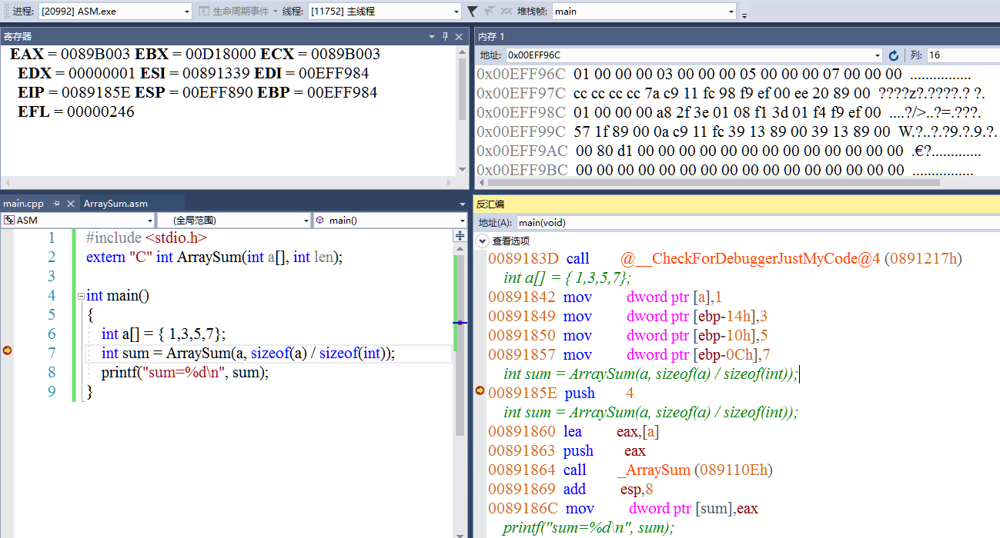 进程: [20992] ASM.exe 生命周期事件 线程: [11752] 主线程 堆栈帧: main
寄存器
EAX = 0089B003 EBX = 00D18000 ECX = 0089B003
EDX = 00000001 ESI = 00891339 EDI = 00EFF984
EIP = 0089185E ESP = 00EFF890 EBP = 00EFF984
EFL = 00000246
内存 1
地址: 0x00EFF96C 列: 16
0x00EFF96C 01 00 00 00 03 00 00 00 05 00 00 00 07 00 00 00 ................
0x00EFF97C cc cc cc cc 7a c9 11 fc 98 f9 ef 00 ee 20 89 00 ????z?.????.? ?.
0x00EFF98C 01 00 00 00 a8 2f 3e 01 08 f1 3d 01 f4 f9 ef 00 ....?/>..?=.???.
0x00EFF99C 57 1f 89 00 0a c9 11 fc 39 13 89 00 39 13 89 00 W.?..?.?9.?.9.?.
0x00EFF9AC 00 80 d1 00 00 00 00 00 00 00 00 00 00 00 00 00 .€?.............
0x00EFF9BC 00 00 00 00 00 00 00 00 00 00 00 00 00 00 00 00 ................
main.cpp ArraySum.asm
ASM (全局范围) main()
1 #include <stdio.h>
2 extern "C" int ArraySum(int a[], int len);
3
4 int main()
5 {
6 int a[] = { 1,3,5,7};
7 int sum = ArraySum(a, sizeof(a) / sizeof(int));
8 printf("sum=%d\n", sum);
9 }
反汇编
地址(A): main(void)
查看选项
0089183D call @__CheckForDebuggerJustMyCode@4 (0891217h)
int a[] = { 1,3,5,7};
00891842 mov dword ptr [a],1
00891849 mov dword ptr [ebp-14h],3
00891850 mov dword ptr [ebp-10h],5
00891857 mov dword ptr [ebp-0Ch],7
int sum = ArraySum(a, sizeof(a) / sizeof(int));
0089185E push 4
int sum = ArraySum(a, sizeof(a) / sizeof(int));
00891860 lea eax,[a]
00891863 push eax
00891864 call _ArraySum (089110Eh)
00891869 add esp,8
0089186C mov dword ptr [sum],eax
printf("sum=%d\n", sum);